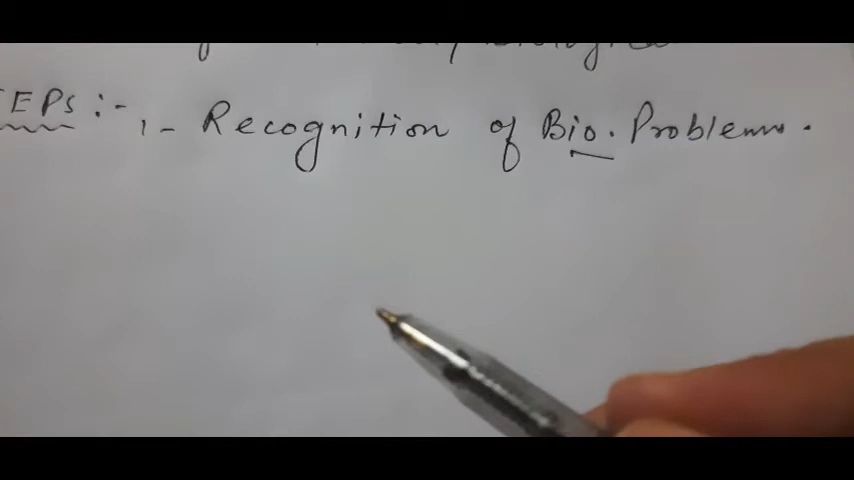 EPS :- 1- Recognition of Bio. Problems.